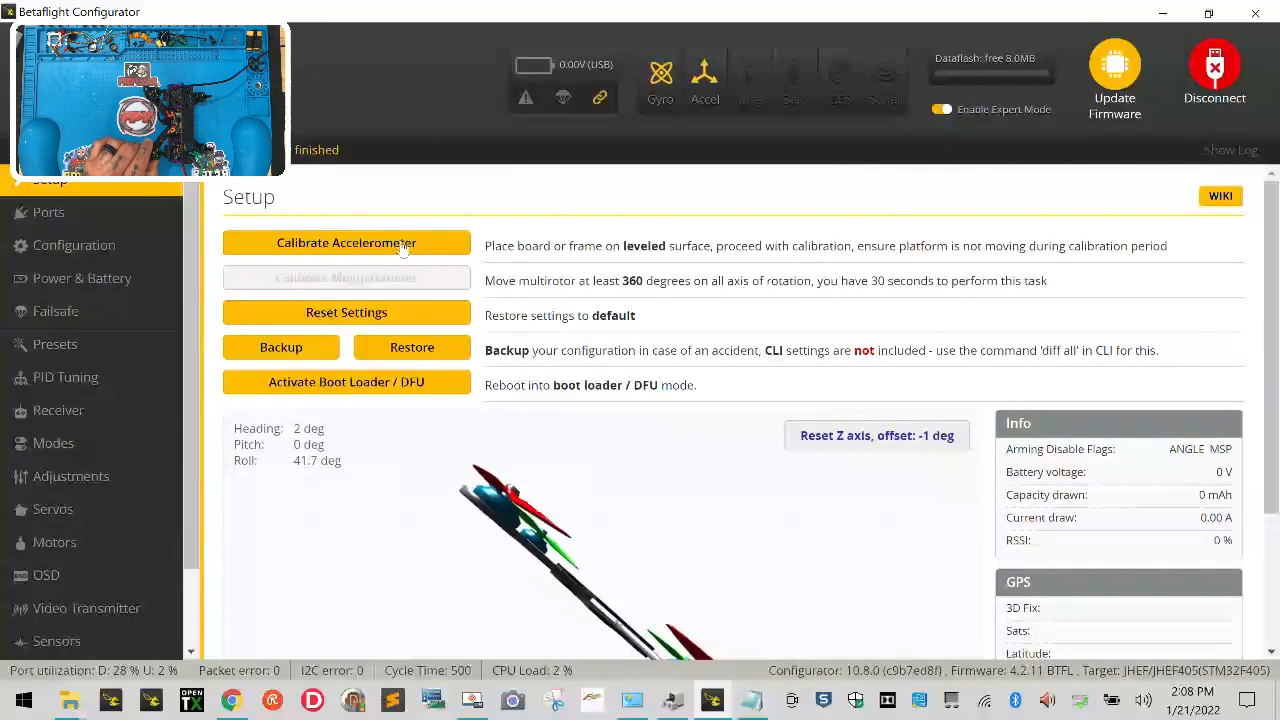 Betaflight Configurator
0.00V (USB)
Gyro
Accel
Dataflash: free 8.0MB
Enable Expert Mode
Update
Firmware
Disconnect
finished
Show Log
Setup
Ports
Configuration
Power & Battery
Failsafe
Presets
PID Tuning
Receiver
Modes
Adjustments
Servos
Motors
OSD
Video Transmitter
Sensors
Setup
WIKI
Calibrate Accelerometer
Place board or frame on leveled surface, proceed with calibration, ensure platform is not moving during calibration period
Calibrate Magnetometer
Move multirotor at least 360 degrees on all axis of rotation, you have 30 seconds to perform this task
Reset Settings
Restore settings to default
Backup
Restore
Backup your configuration in case of an accident, CLI settings are not included - use the command 'diff all' in CLI for this.
Activate Boot Loader / DFU
Reboot into boot loader / DFU mode.
Heading: 2 deg
Pitch: 0 deg
Roll: 41.7 deg
Reset Z axis, offset: -1 deg
Info
Arming Disable Flags: ANGLE MSP
Battery voltage: 0 V
Capacity drawn: 0 mAh
Current draw: 0.00 A
RSSI: 0 %
GPS
3D Fix:
Sats:
Latitude:
Port utilization: D: 28 % U: 2 %
Packet error: 0
I2C error: 0
Cycle Time: 500
CPU Load: 2 %
Configurator: 10.8.0 (c9b7ed8f), Firmware: 4.2.11 BTFL, Target: JHEF/JHEF405(STM32F405)
OPEN
TX
2:08 PM
1/21/2022